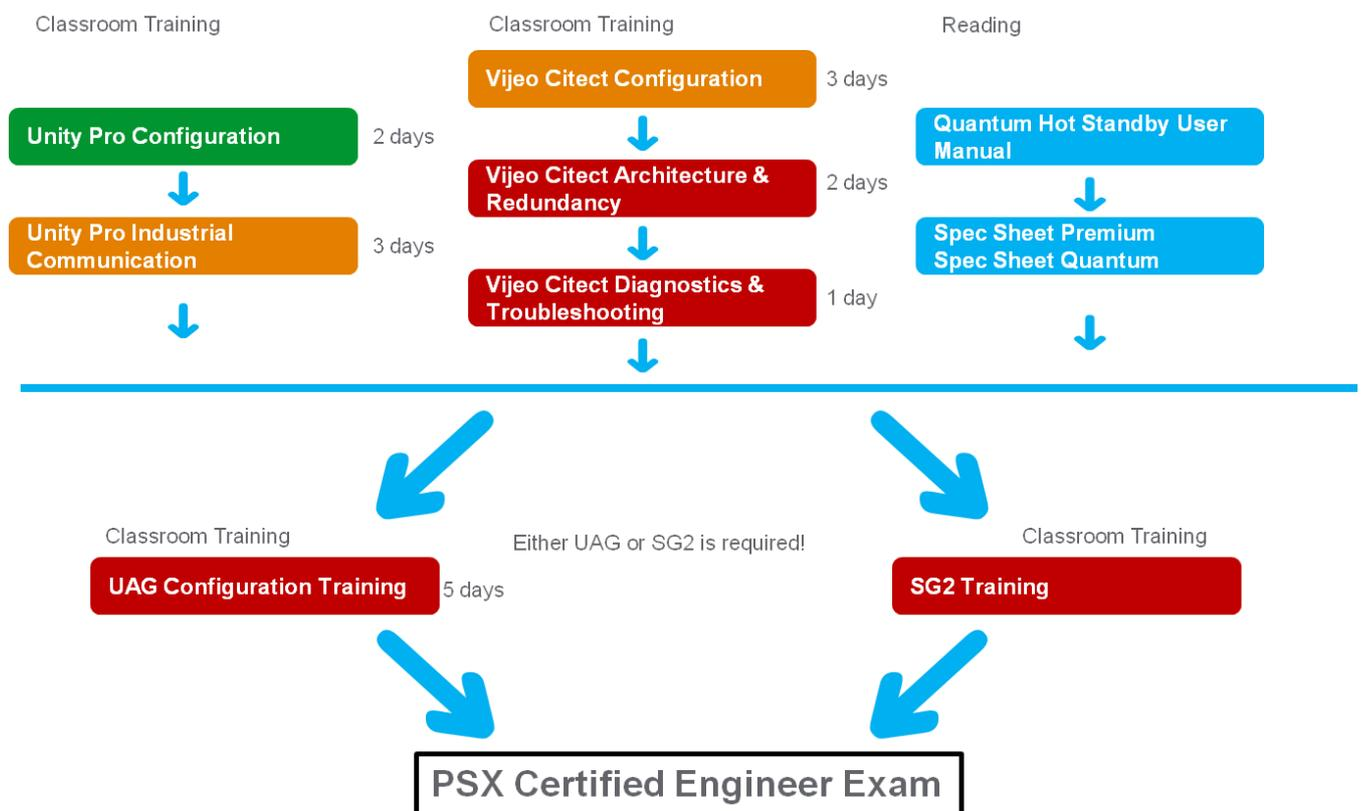 Classroom Training
Classroom Training
Reading
Vijeo Citect Configuration
3 days
Unity Pro Configuration
2 days
Quantum Hot Standby User
Manual
Vijeo Citect Architecture &
Redundancy
2 days
Unity Pro Industrial
Communication
3 days
Spec Sheet Premium
Spec Sheet Quantum
Vijeo Citect Diagnostics &
Troubleshooting
1 day
Classroom Training
Either UAG or SG2 is required!
Classroom Training
UAG Configuration Training
5 days
SG2 Training
PSX Certified Engineer Exam